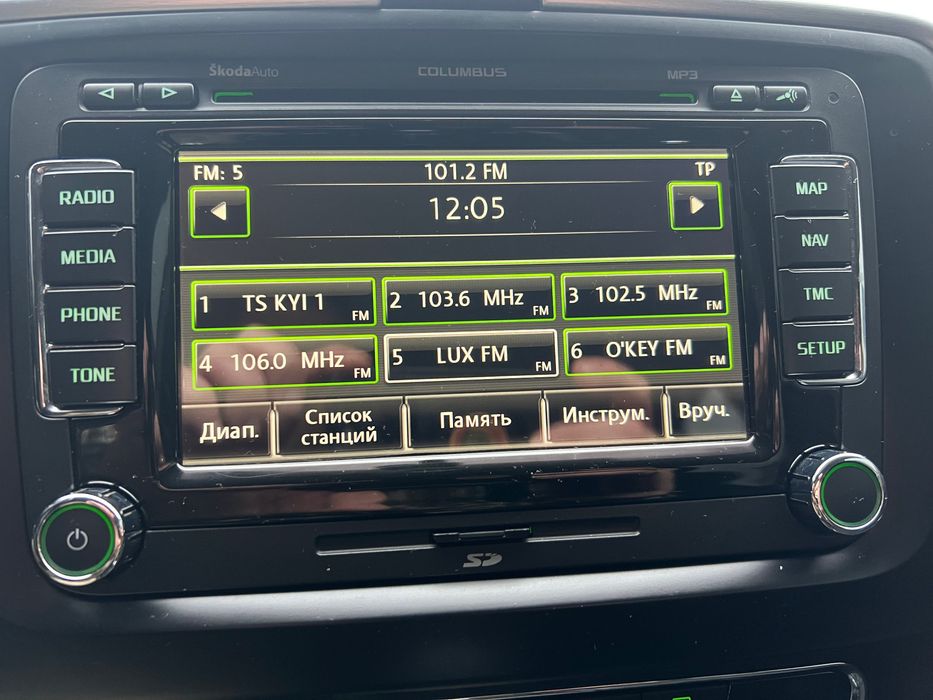 ŠkodaAuto COLUMBUS MP3
FM: 5 101.2 FM TP
12:05
RADIO
MEDIA
PHONE
TONE
1 TS KYI 1 FM
2 103.6 MHz FM
3 102.5 MHz FM
4 106.0 MHz FM
5 LUX FM FM
6 O'KEY FM FM
Диап.
Список
станций
Память
Инструм.
Вруч.
MAP
NAV
TMC
SETUP
SD